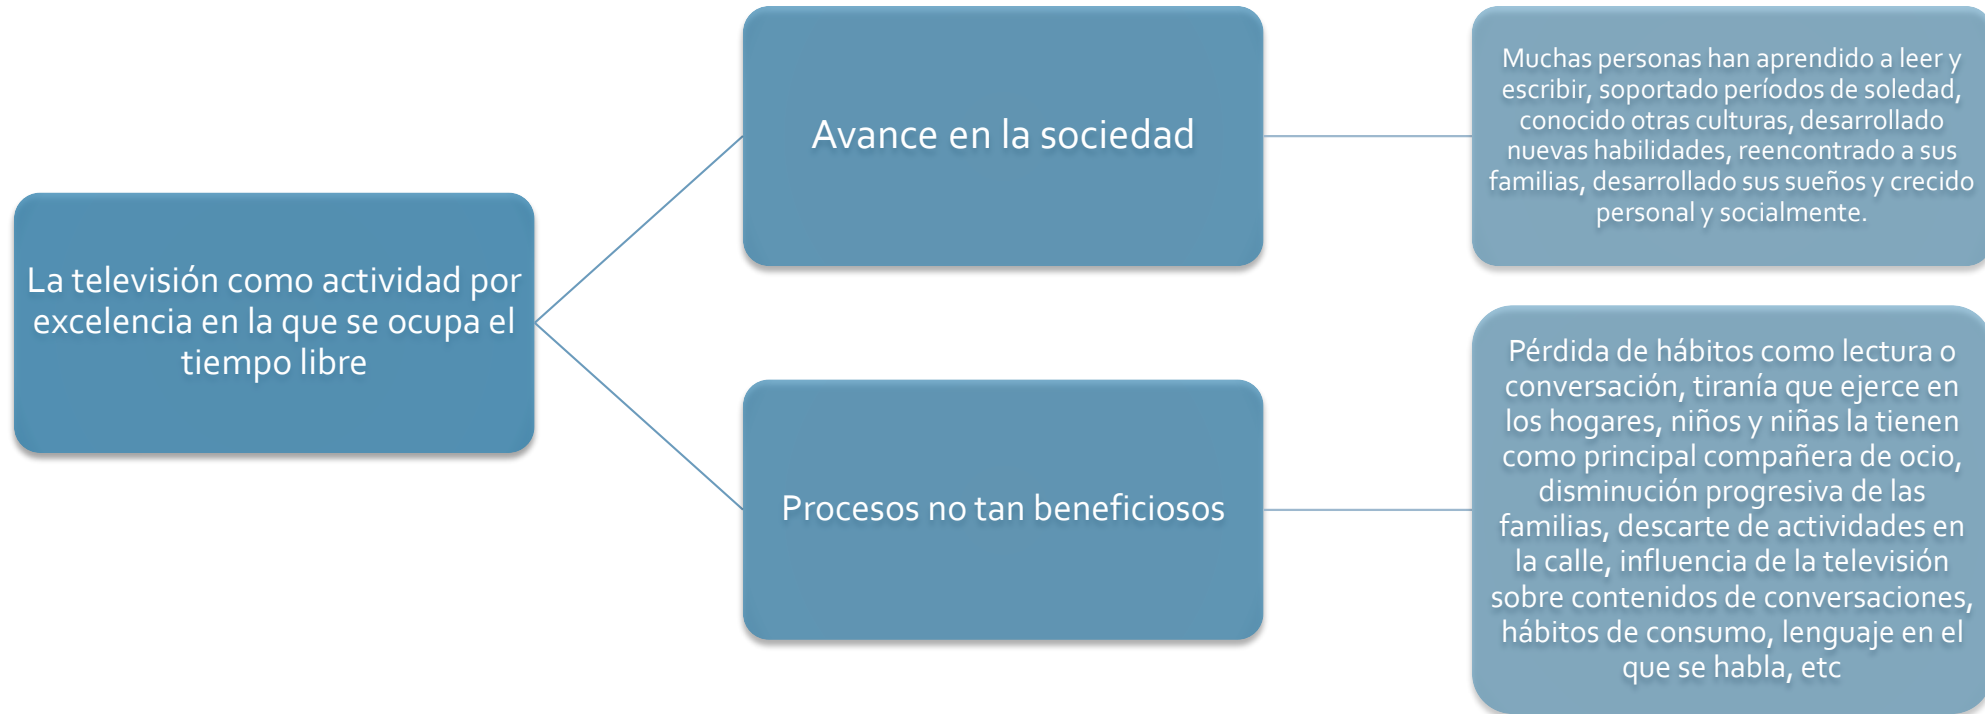 La televisión como actividad por
excelencia en la que se ocupa el
tiempo libre
Avance en la sociedad
Muchas personas han aprendido a leer y
escribir, soportado períodos de soledad,
conocido otras culturas, desarrollado
nuevas habilidades, reencontrado a sus
familias, desarrollado sus sueños y crecido
personal y socialmente.
Procesos no tan beneficiosos
Pérdida de hábitos como lectura o
conversación, tiranía que ejerce en
los hogares, niños y niñas la tienen
como principal compañera de ocio,
disminución progresiva de las
familias, descarte de actividades en
la calle, influencia de la televisión
sobre contenidos de conversaciones,
hábitos de consumo, lenguaje en el
que se habla, etc